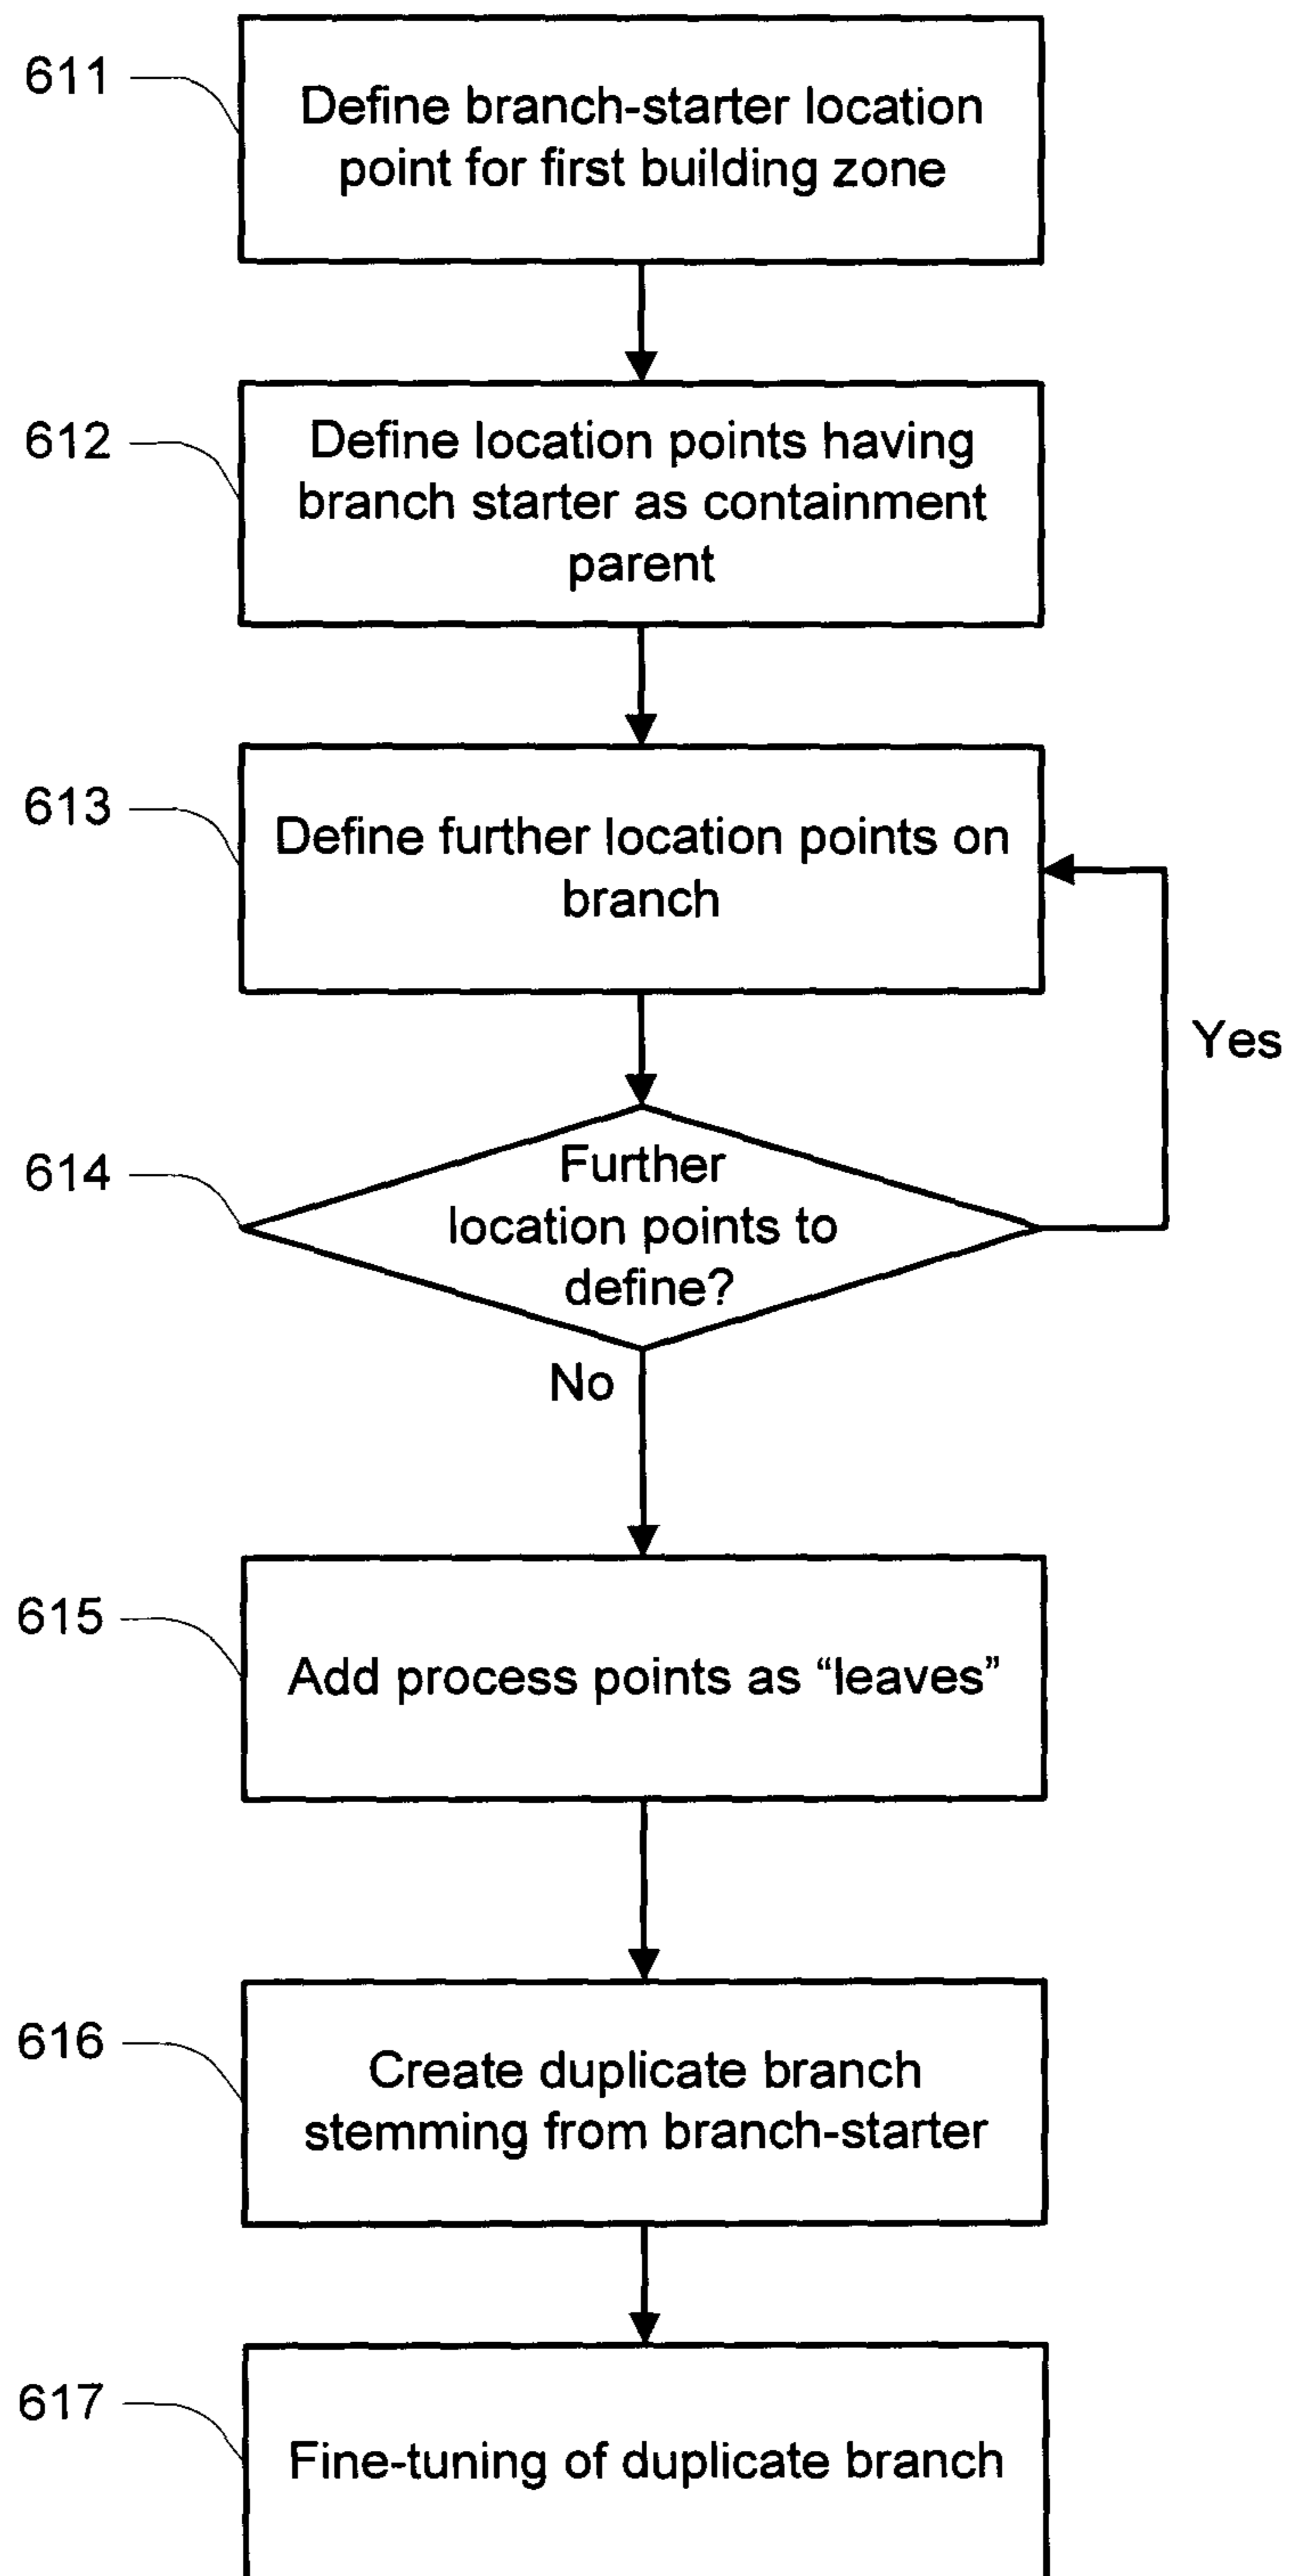 611
Define branch-starter location
point for first building zone
612
Define location points having
branch starter as containment
parent
613
Define further location points on
branch
Yes
614
Further
location points to
define?
No
615
Add process points as “leaves”
616
Create duplicate branch
stemming from branch-starter
617
Fine-tuning of duplicate branch